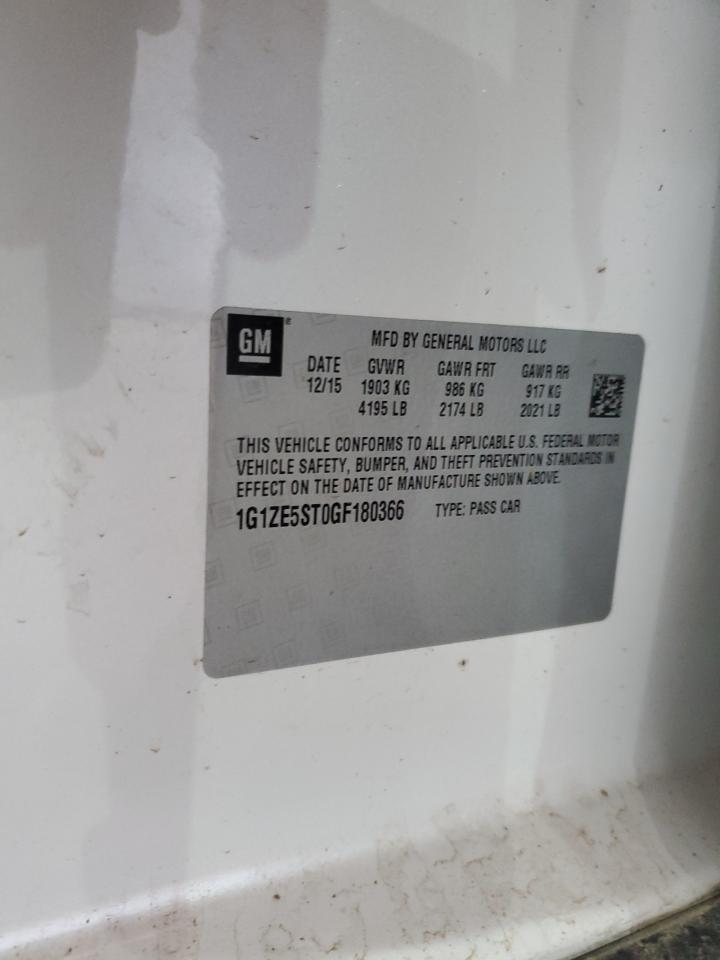 GM
MFD BY GENERAL MOTORS LLC
DATE GVWR GAWR FRT GAWR RR
12/15 1903 KG 986 KG 917 KG
4195 LB 2174 LB 2021 LB
THIS VEHICLE CONFORMS TO ALL APPLICABLE U.S. FEDERAL MOTOR
VEHICLE SAFETY, BUMPER, AND THEFT PREVENTION STANDARDS IN
EFFECT ON THE DATE OF MANUFACTURE SHOWN ABOVE.
1G1ZE5ST0GF180366 TYPE: PASS CAR